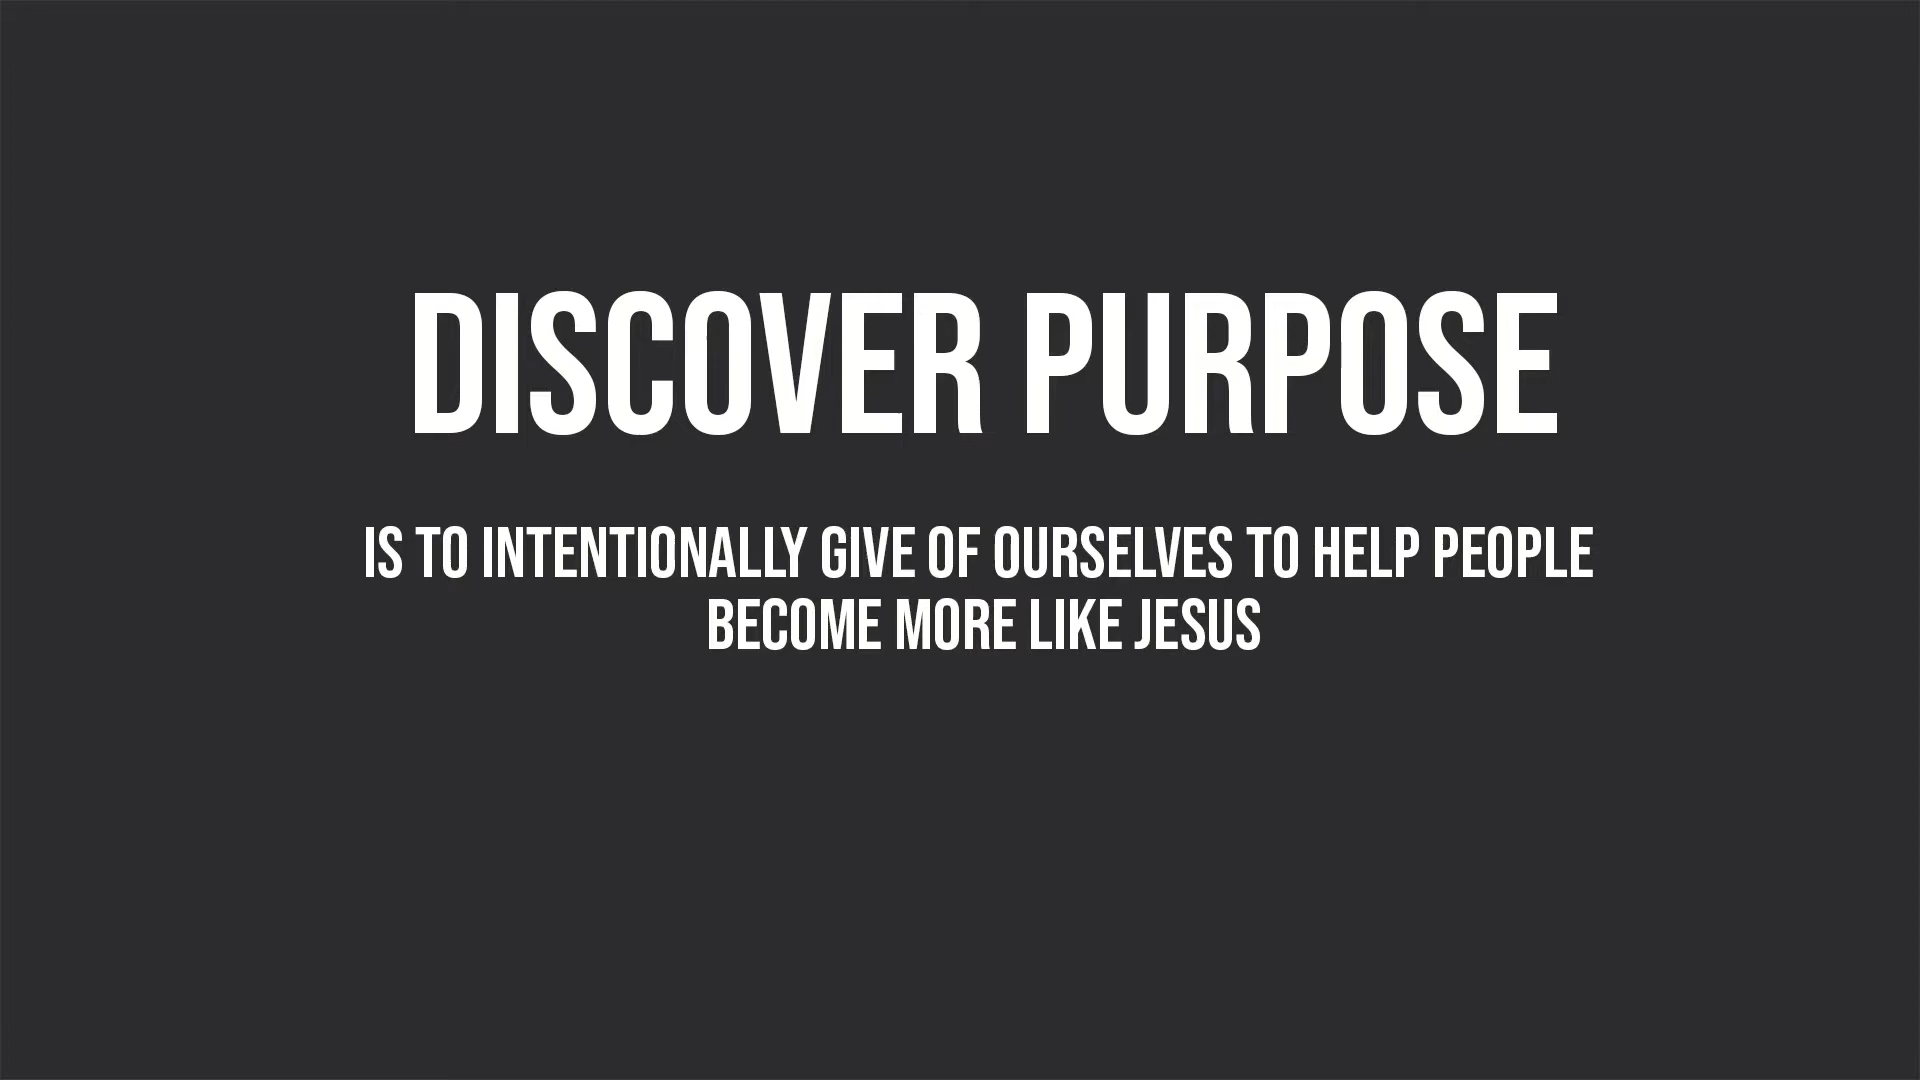 DISCOVER PURPOSE
IS TO INTENTIONALLY GIVE OF OURSELVES TO HELP PEOPLE
BECOME MORE LIKE JESUS